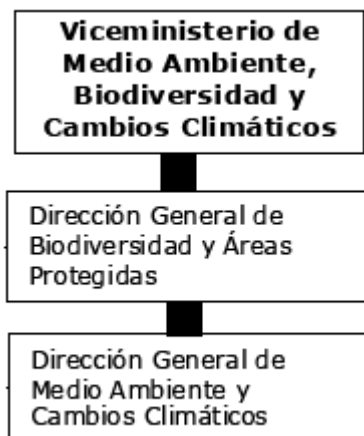 Viceministerio de
Medio Ambiente,
Biodiversidad y
Cambios Climáticos
Dirección General de
Biodiversidad y Áreas
Protegidas
Dirección General de
Medio Ambiente y
Cambios Climáticos